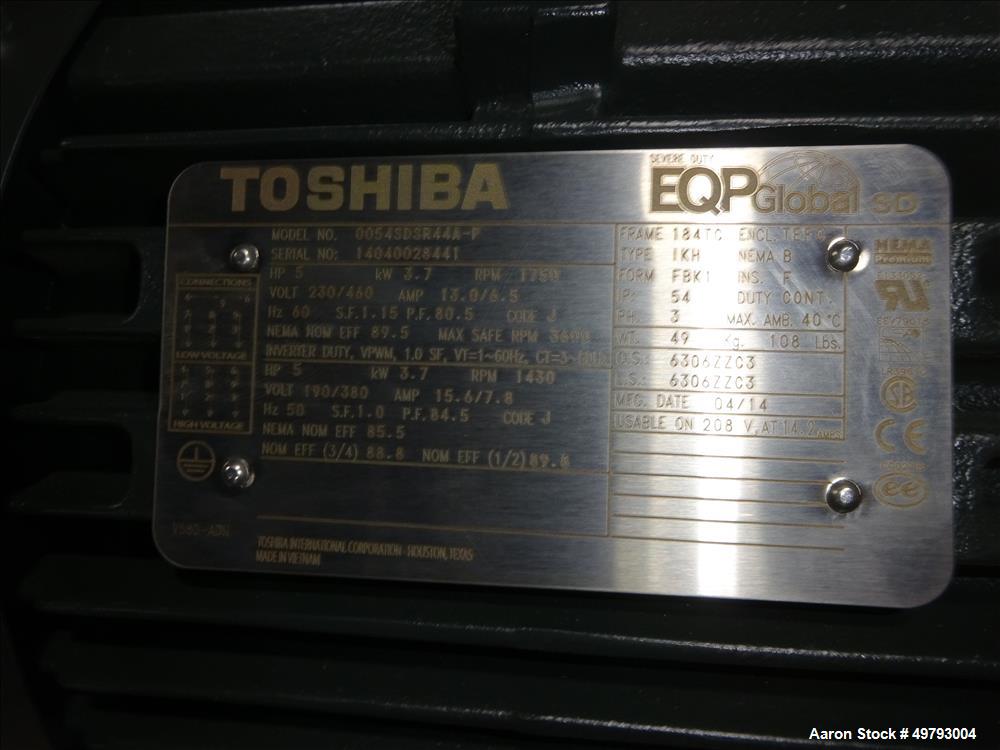 TOSHIBA
SEVERE DUTY
EQP Global SD
MODEL NO. 0054SDSR44A-P
SERIAL NO: 14040028441
HP 5 kW 3.7 RPM 1750
VOLT 230/460 AMP 13.0/6.5
Hz 60 S.F. 1.15 P.F. 80.5 CODE J
NEMA NOM EFF 89.5 MAX SAFE RPM 3600
INVERTER DUTY, VPWM, 1.0 SF, VT=1~60Hz, CT=3~60Hz
HP 5 kW 3.7 RPM 1430
VOLT 190/380 AMP 15.6/7.8
Hz 50 S.F. 1.0 P.F. 84.5 CODE J
NEMA NOM EFF 85.5
NOM EFF (3/4) 88.8 NOM EFF (1/2)
CONNECTIONS
LOW VOLTAGE
HIGH VOLTAGE
FRAME 184TC ENCL. TEFC
TYPE IKH NEMA B
FORM FBK1 INS. F
IP: 54 DUTY CONT.
PH. 3 MAX. AMB. 40 °C
WT. 49 Kg. 108 Lbs.
O.S.: 6306ZZC3
L.S.: 6306ZZC3
MFG. DATE 04/14
USABLE ON 208 V, AT 14.2 AMPS
NEMA
Premium
CE
TOSHIBA INTERNATIONAL CORPORATION - HOUSTON, TEXAS
MADE IN VIETNAM
Aaron Stock # 49793004